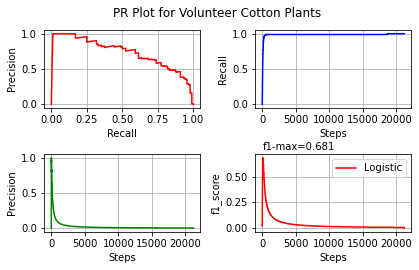 PR Plot for Volunteer Cotton Plants
1.0
0.5
0.0
Precision
0.00 0.25 0.50 0.75 1.00
Recall
1.0
0.5
0.0
Recall
0 5000 10000 15000 20000
Steps
1.0
0.5
0.0
Precision
0 5000 10000 15000 20000
Steps
f1-max=0.681
Logistic
0.50
0.25
0.00
f1_score
0 5000 10000 15000 20000
Steps